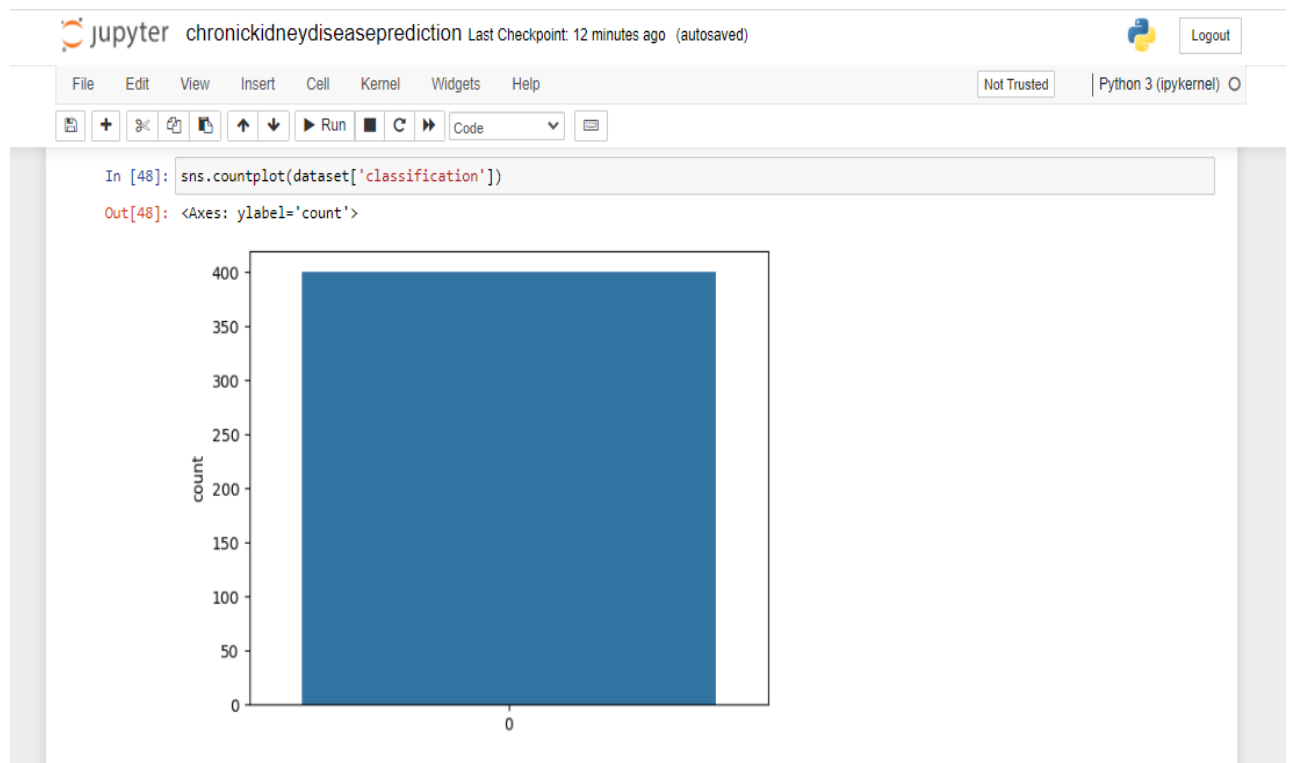 jupyter chronickidneydiseaseprediction Last Checkpoint: 12 minutes ago (autosaved) Logout
File Edit View Insert Cell Kernel Widgets Help Not Trusted Python 3 (ipykernel)
Run Code
In [48]: sns.countplot(dataset['classification'])
Out[48]: <Axes: ylabel='count'>
400
350
300
250
count
200
150
100
50
0
0